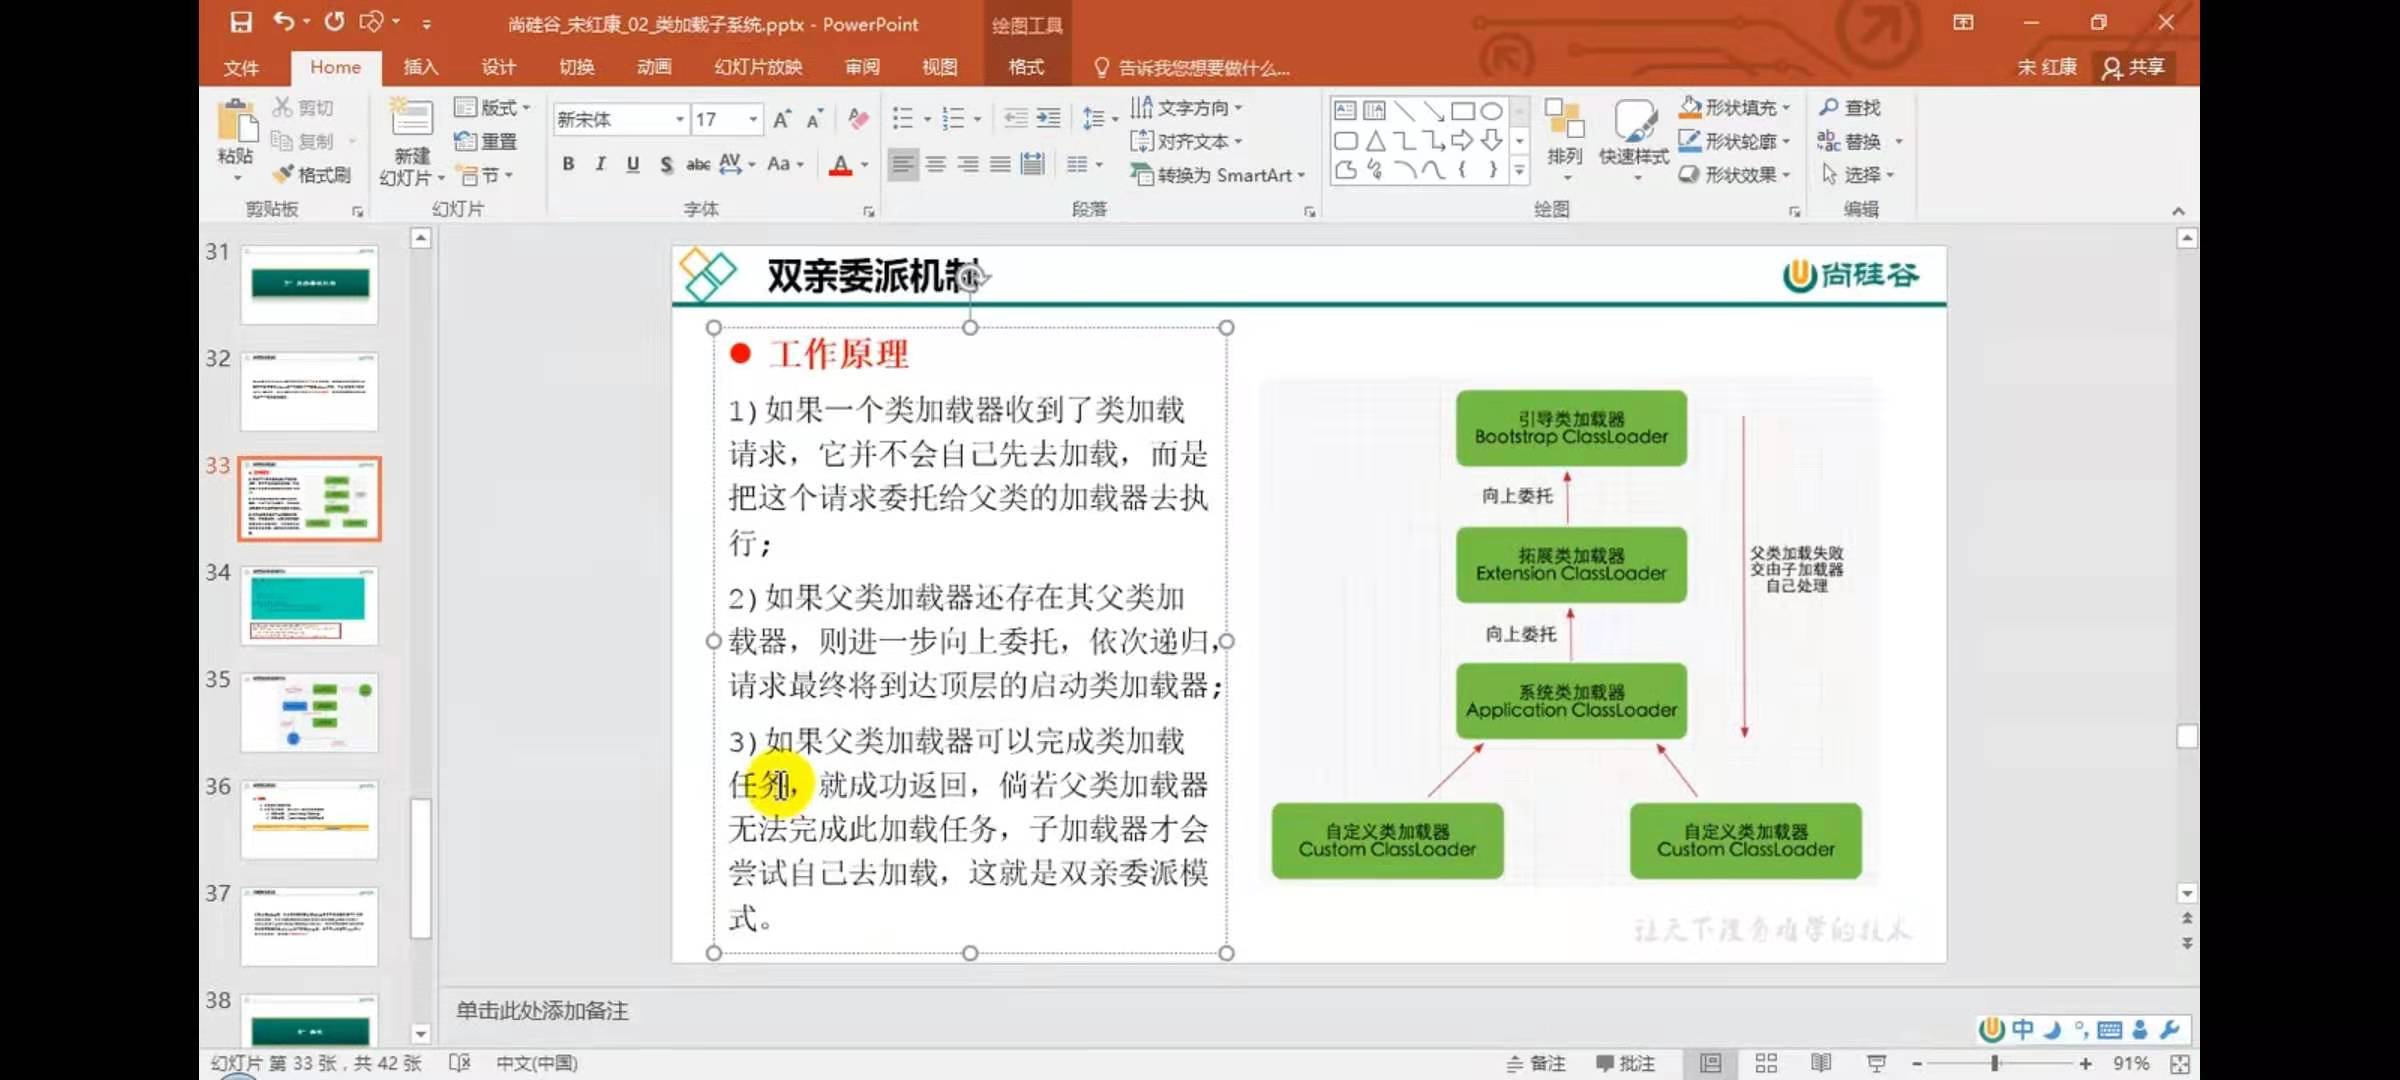 尚硅谷_宋红康_02_类加载子系统.pptx - PowerPoint
绘图工具
文件 Home 插入 设计 切换 动画 幻灯片放映 审阅 视图 格式 告诉我您想要做什么... 宋 红康 共享
剪切
复制
格式刷
粘贴
剪贴板
新建
幻灯片
版式
重置
节
幻灯片
新宋体 17
B I U S abc AV Aa A
字体
文字方向
对齐文本
转换为 SmartArt
段落
排列
快速样式
形状填充
形状轮廓
形状效果
绘图
查找
替换
选择
编辑
31
32
33
34
35
36
37
38
双亲委派机制
尚硅谷
工作原理
1)如果一个类加载器收到了类加载
请求，它并不会自己先去加载，而是
把这个请求委托给父类的加载器去执
行;
2)如果父类加载器还存在其父类加
载器，则进一步向上委托，依次递归，
请求最终将到达顶层的启动类加载器;
3)如果父类加载器可以完成类加载
任务，就成功返回，倘若父类加载器
无法完成此加载任务，子加载器才会
尝试自己去加载，这就是双亲委派模
式。
引导类加载器
Bootstrap ClassLoader
向上委托
拓展类加载器
Extension ClassLoader
向上委托
系统类加载器
Application ClassLoader
父类加载失败
交由子加载器
自己处理
自定义类加载器
Custom ClassLoader
自定义类加载器
Custom ClassLoader
让天下没有难学的技术
单击此处添加备注
中
幻灯片 第 33 张，共 42 张 中文(中国) 备注 批注 91%